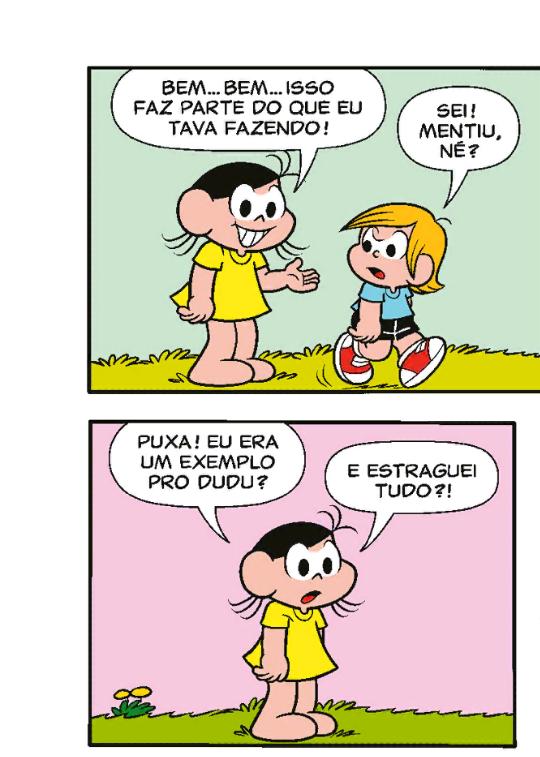 BEM...BEM...ISSO
FAZ PARTE DO QUE EU
TAVA FAZENDO!
SEI!
MENTIU,
NÉ?
PUXA! EU ERA
UM EXEMPLO
PRO DUDU?
E ESTRAGUEI
TUDO?!